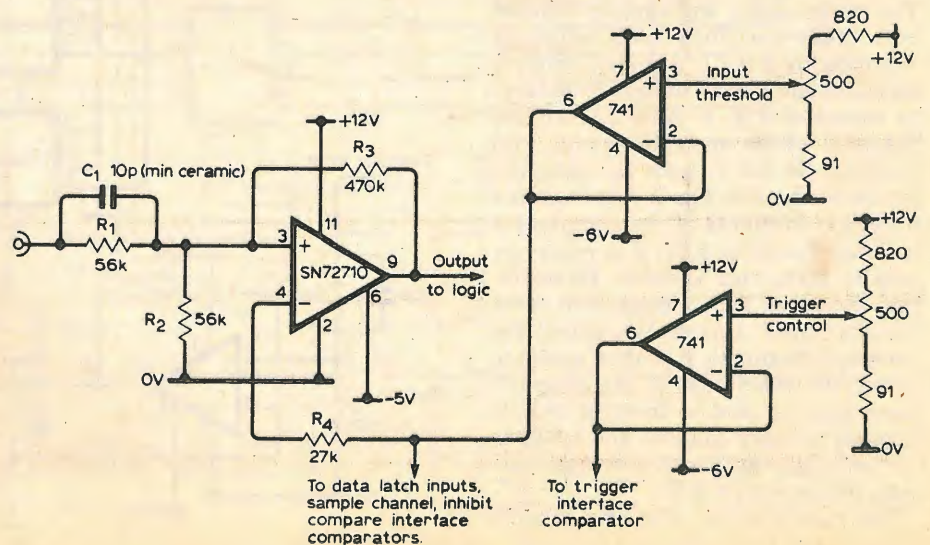 C₁ 10p (min ceramic)
R₁
56k
R₂
56k
0V
+12V
R₃
470k
11
3
+
SN72710
4
−
2
9
6
Output
to logic
-5V
R₄
27k
To data latch inputs,
sample channel, inhibit
compare interface
comparators.
+12V
7
3
+
6
741
2
−
4
-6V
Input
threshold
820
+12V
500
91
0V
+12V
7
3
+
6
741
2
−
4
-6V
Trigger
control
To trigger
interface
comparator
+12V
820
500
91
0V